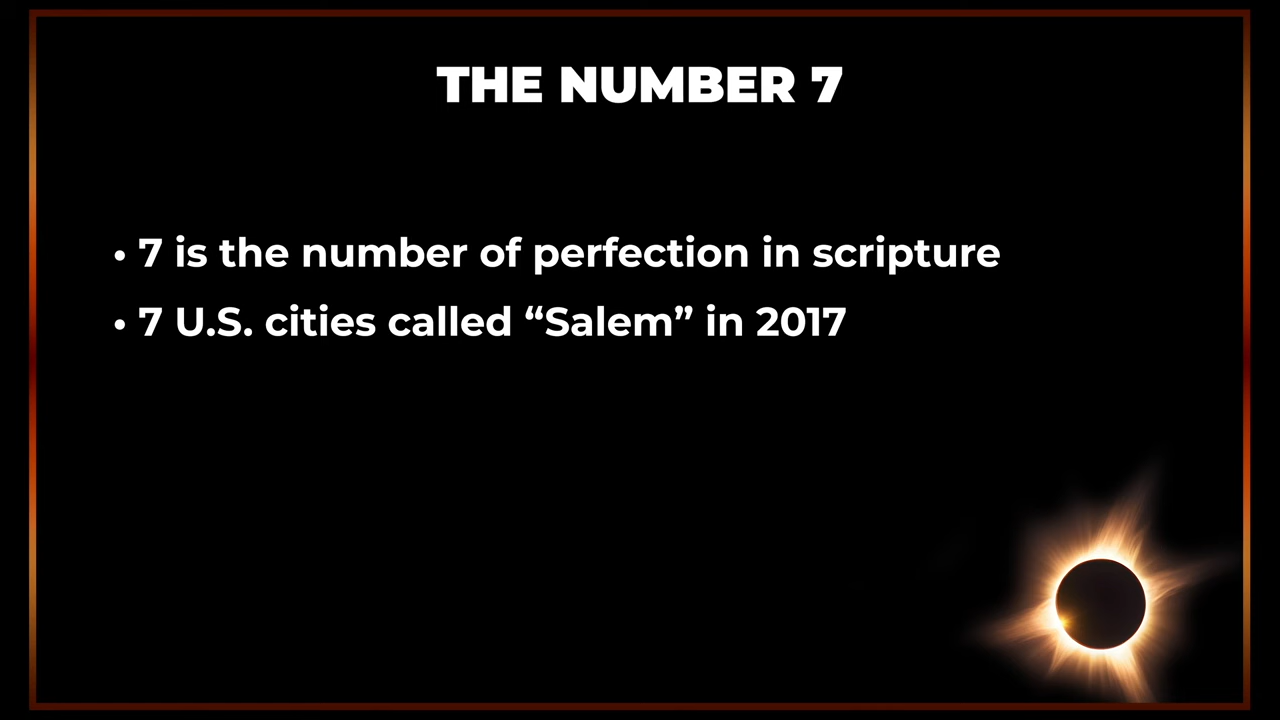 THE NUMBER 7
• 7 is the number of perfection in scripture
• 7 U.S. cities called “Salem” in 2017